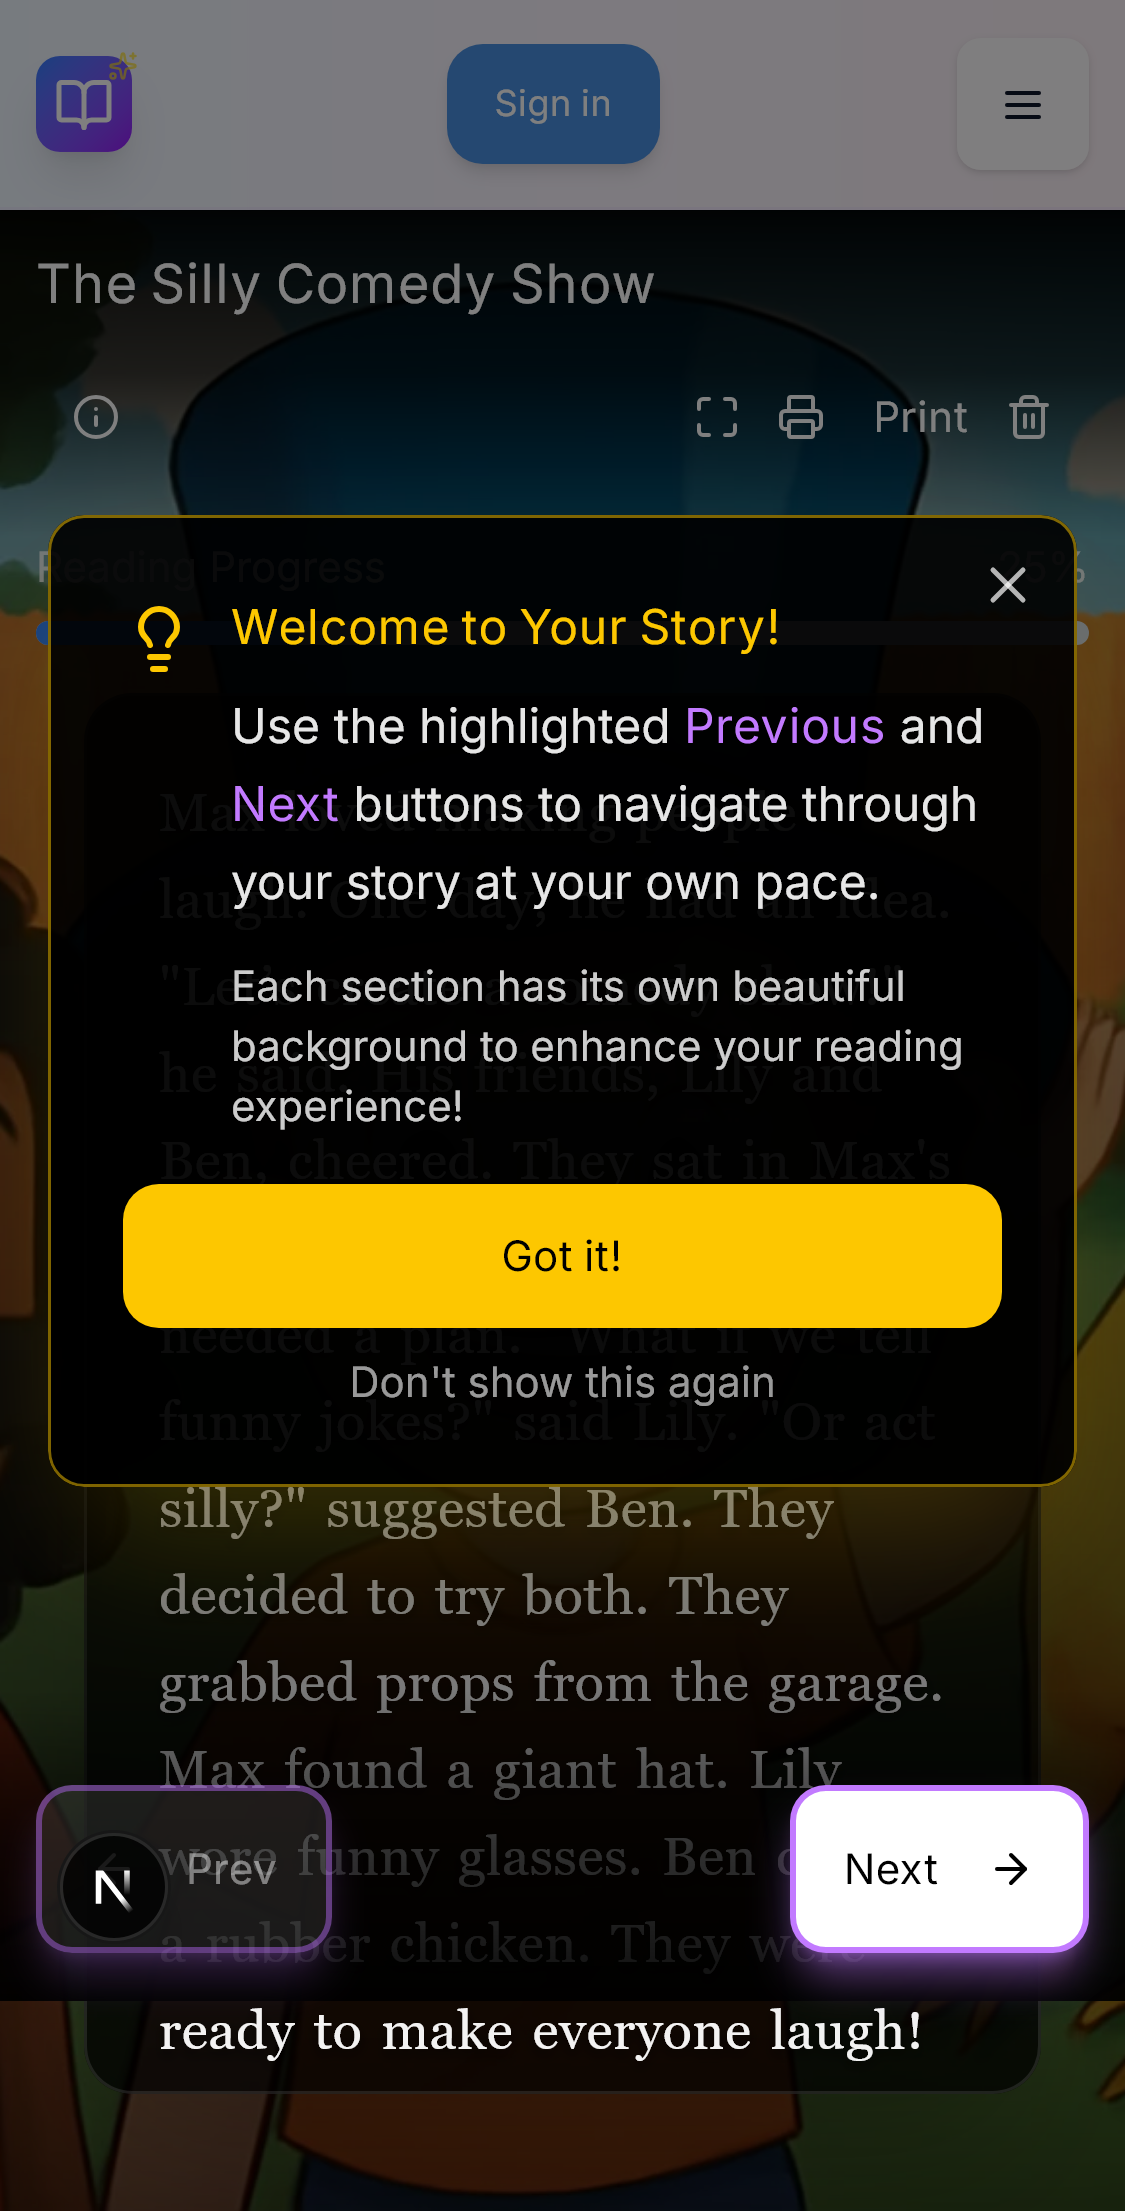 Sign in
The Silly Comedy Show
Print
Reading Progress
25%
Welcome to Your Story!
Use the highlighted Previous and
Next buttons to navigate through
your story at your own pace.
Each section has its own beautiful
background to enhance your reading
experience!
Got it!
Don't show this again
Max loved making people
laugh. One day, he had an idea.
he said. His friends, Lily and
Ben, cheered. They sat in Max's
needed a plan. "What if we tell
funny jokes?" said Lily. "Or act
silly?" suggested Ben. They
decided to try both. They
grabbed props from the garage.
Max found a giant hat. Lily
wore funny glasses. Ben
a rubber chicken. They were
ready to make everyone laugh!
Prev
Next